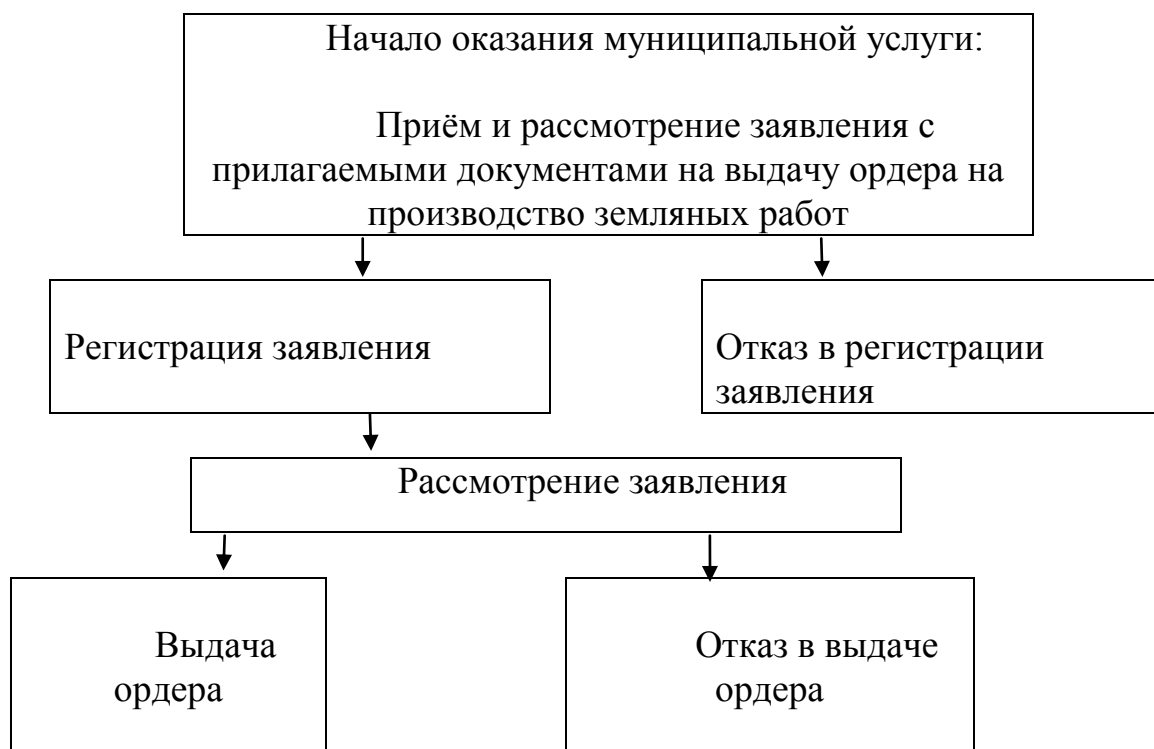 Начало оказания муниципальной услуги:
Приём и рассмотрение заявления с
прилагаемыми документами на выдачу ордера на
производство земляных работ
Регистрация заявления
Отказ в регистрации
заявления
Рассмотрение заявления
Выдача
ордера
Отказ в выдаче
ордера